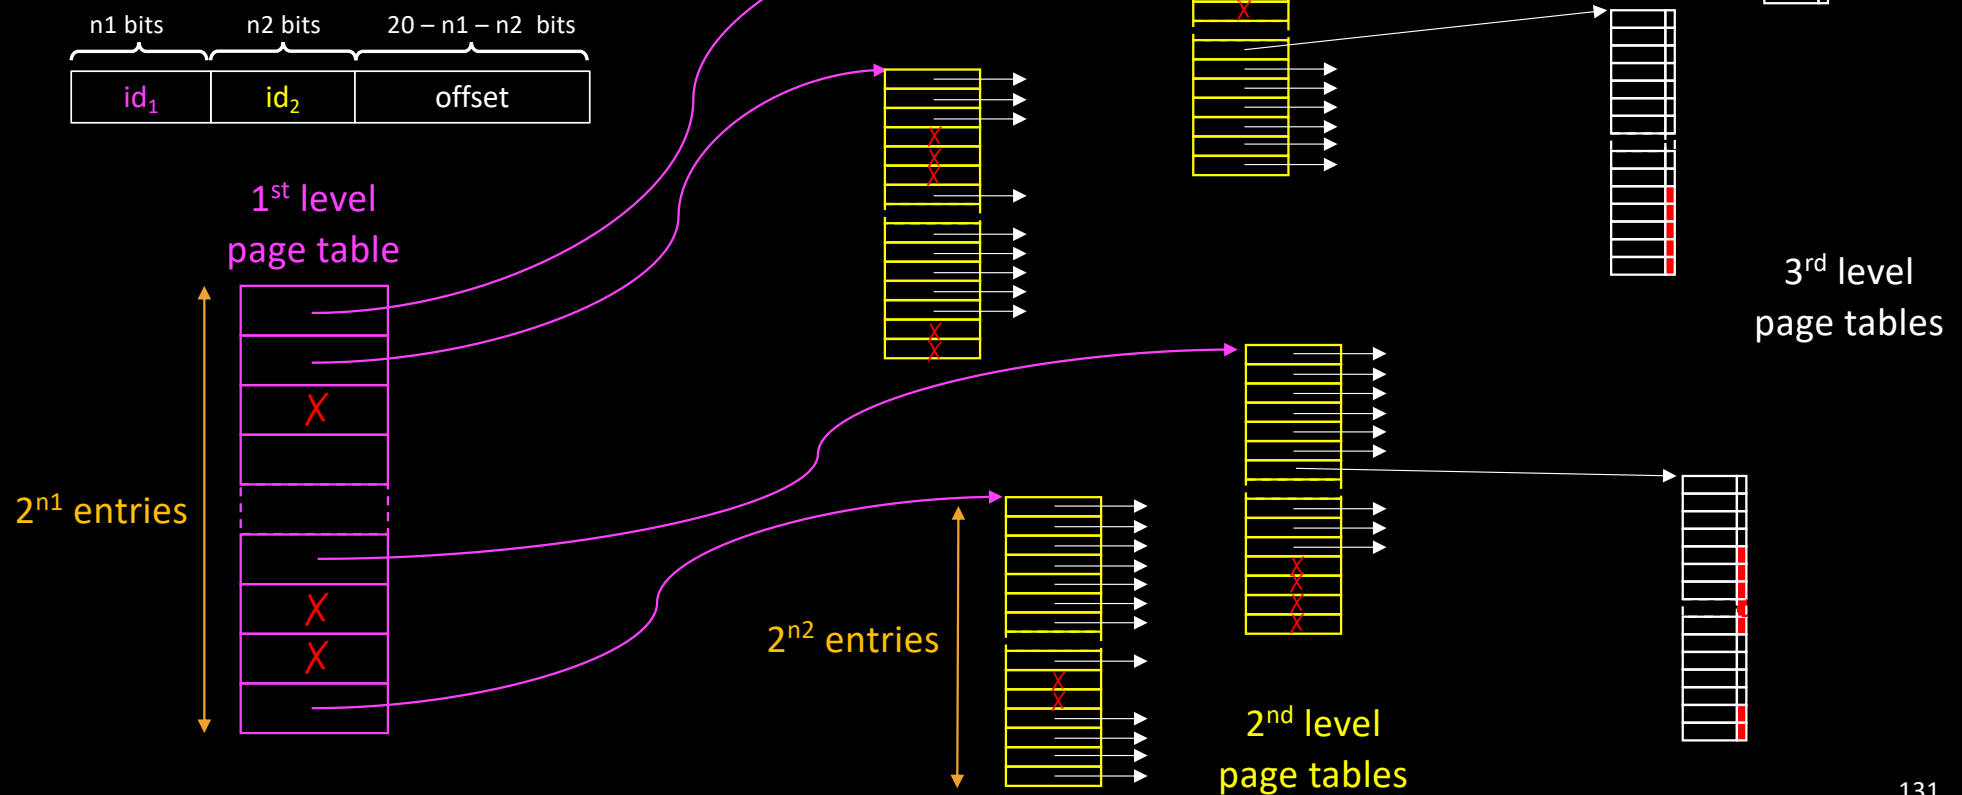 n1 bits n2 bits 20 – n1 – n2 bits
id₁ id₂ offset
1ˢᵗ level
page table
2ⁿ¹ entries
2ⁿ² entries
2ⁿᵈ level
page tables
3ʳᵈ level
page tables
131